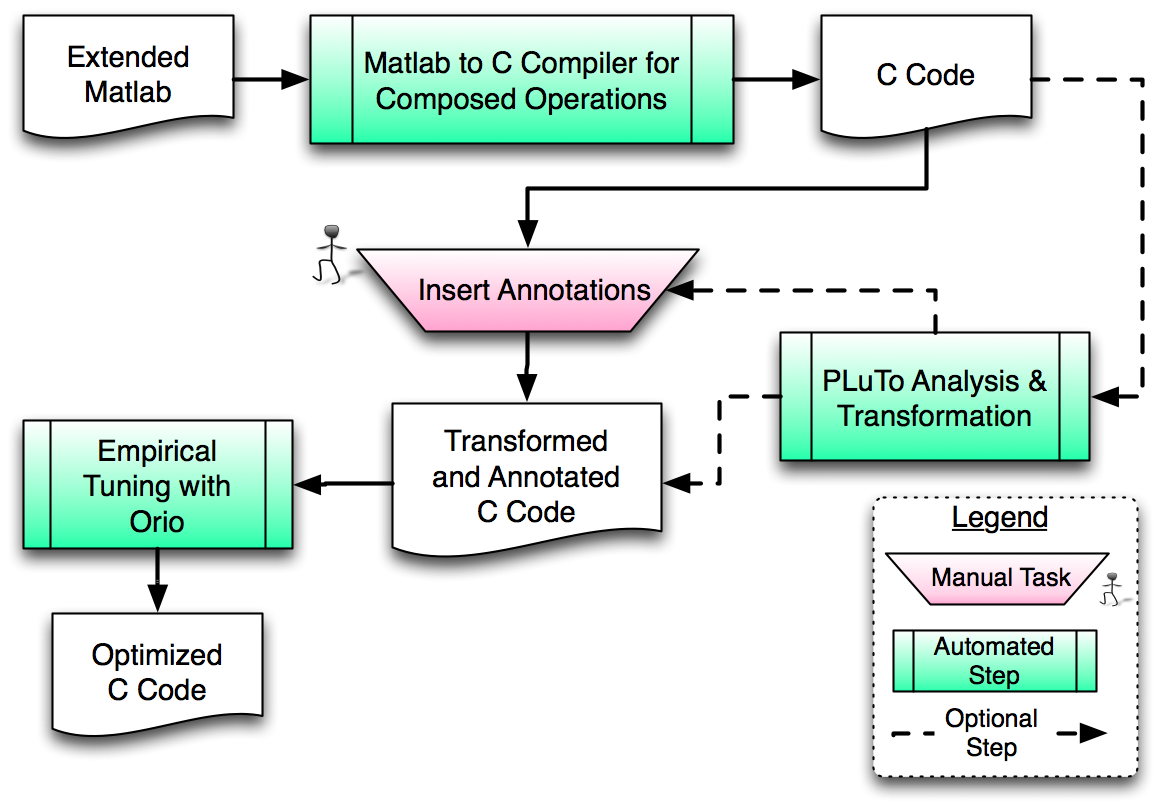 Extended
Matlab
Matlab to C Compiler for
Composed Operations
C Code
Insert Annotations
PLuTo Analysis &
Transformation
Transformed
and Annotated
C Code
Empirical
Tuning with
Orio
Optimized
C Code
Legend
Manual Task
Automated
Step
Optional
Step